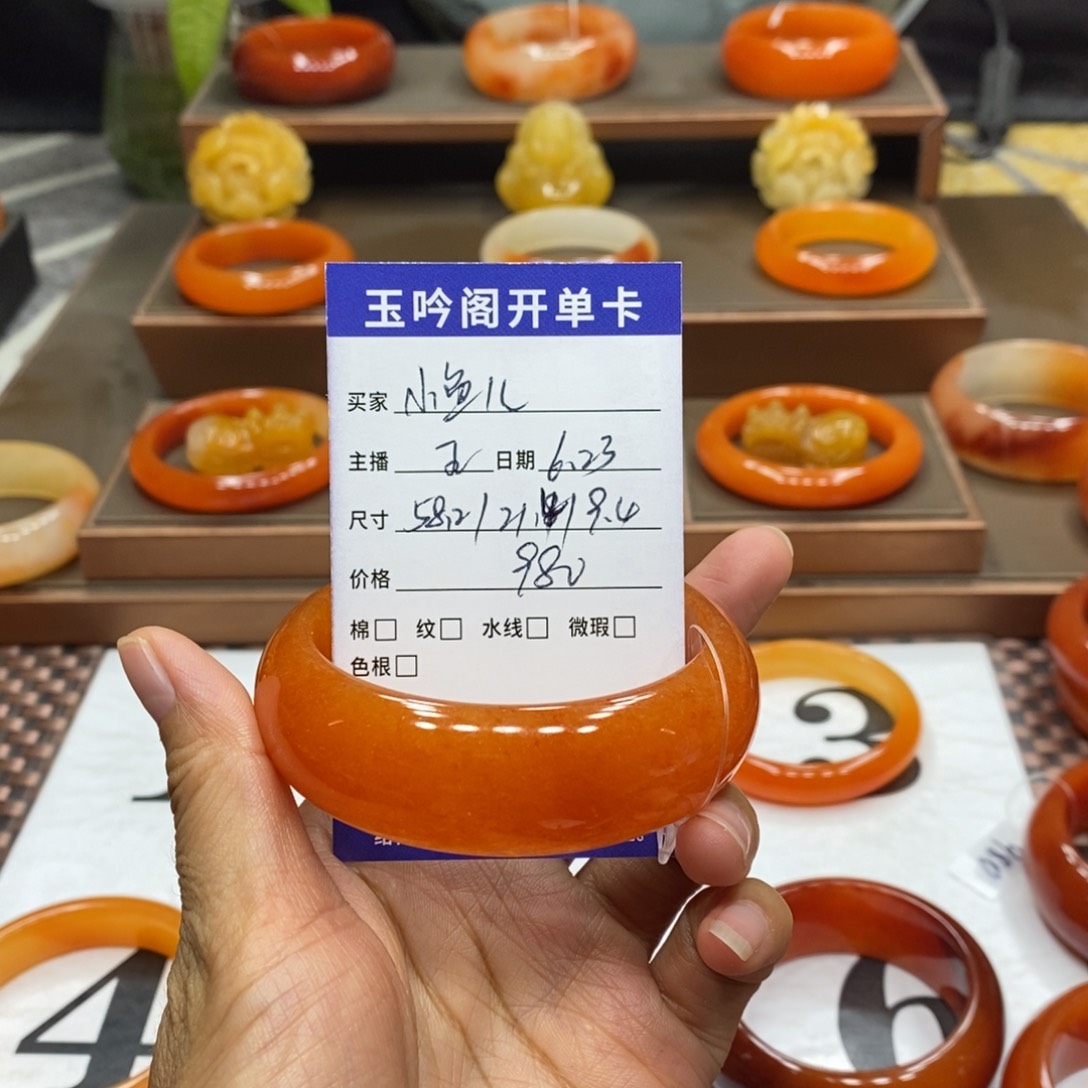 玉吟阁开单卡
买家 小鱼儿
主播 玉 日期 6.23
尺寸 58.2/21.1/9.4
价格 980
棉□ 纹□ 水线□ 微瑕□
色根□
3
4
6